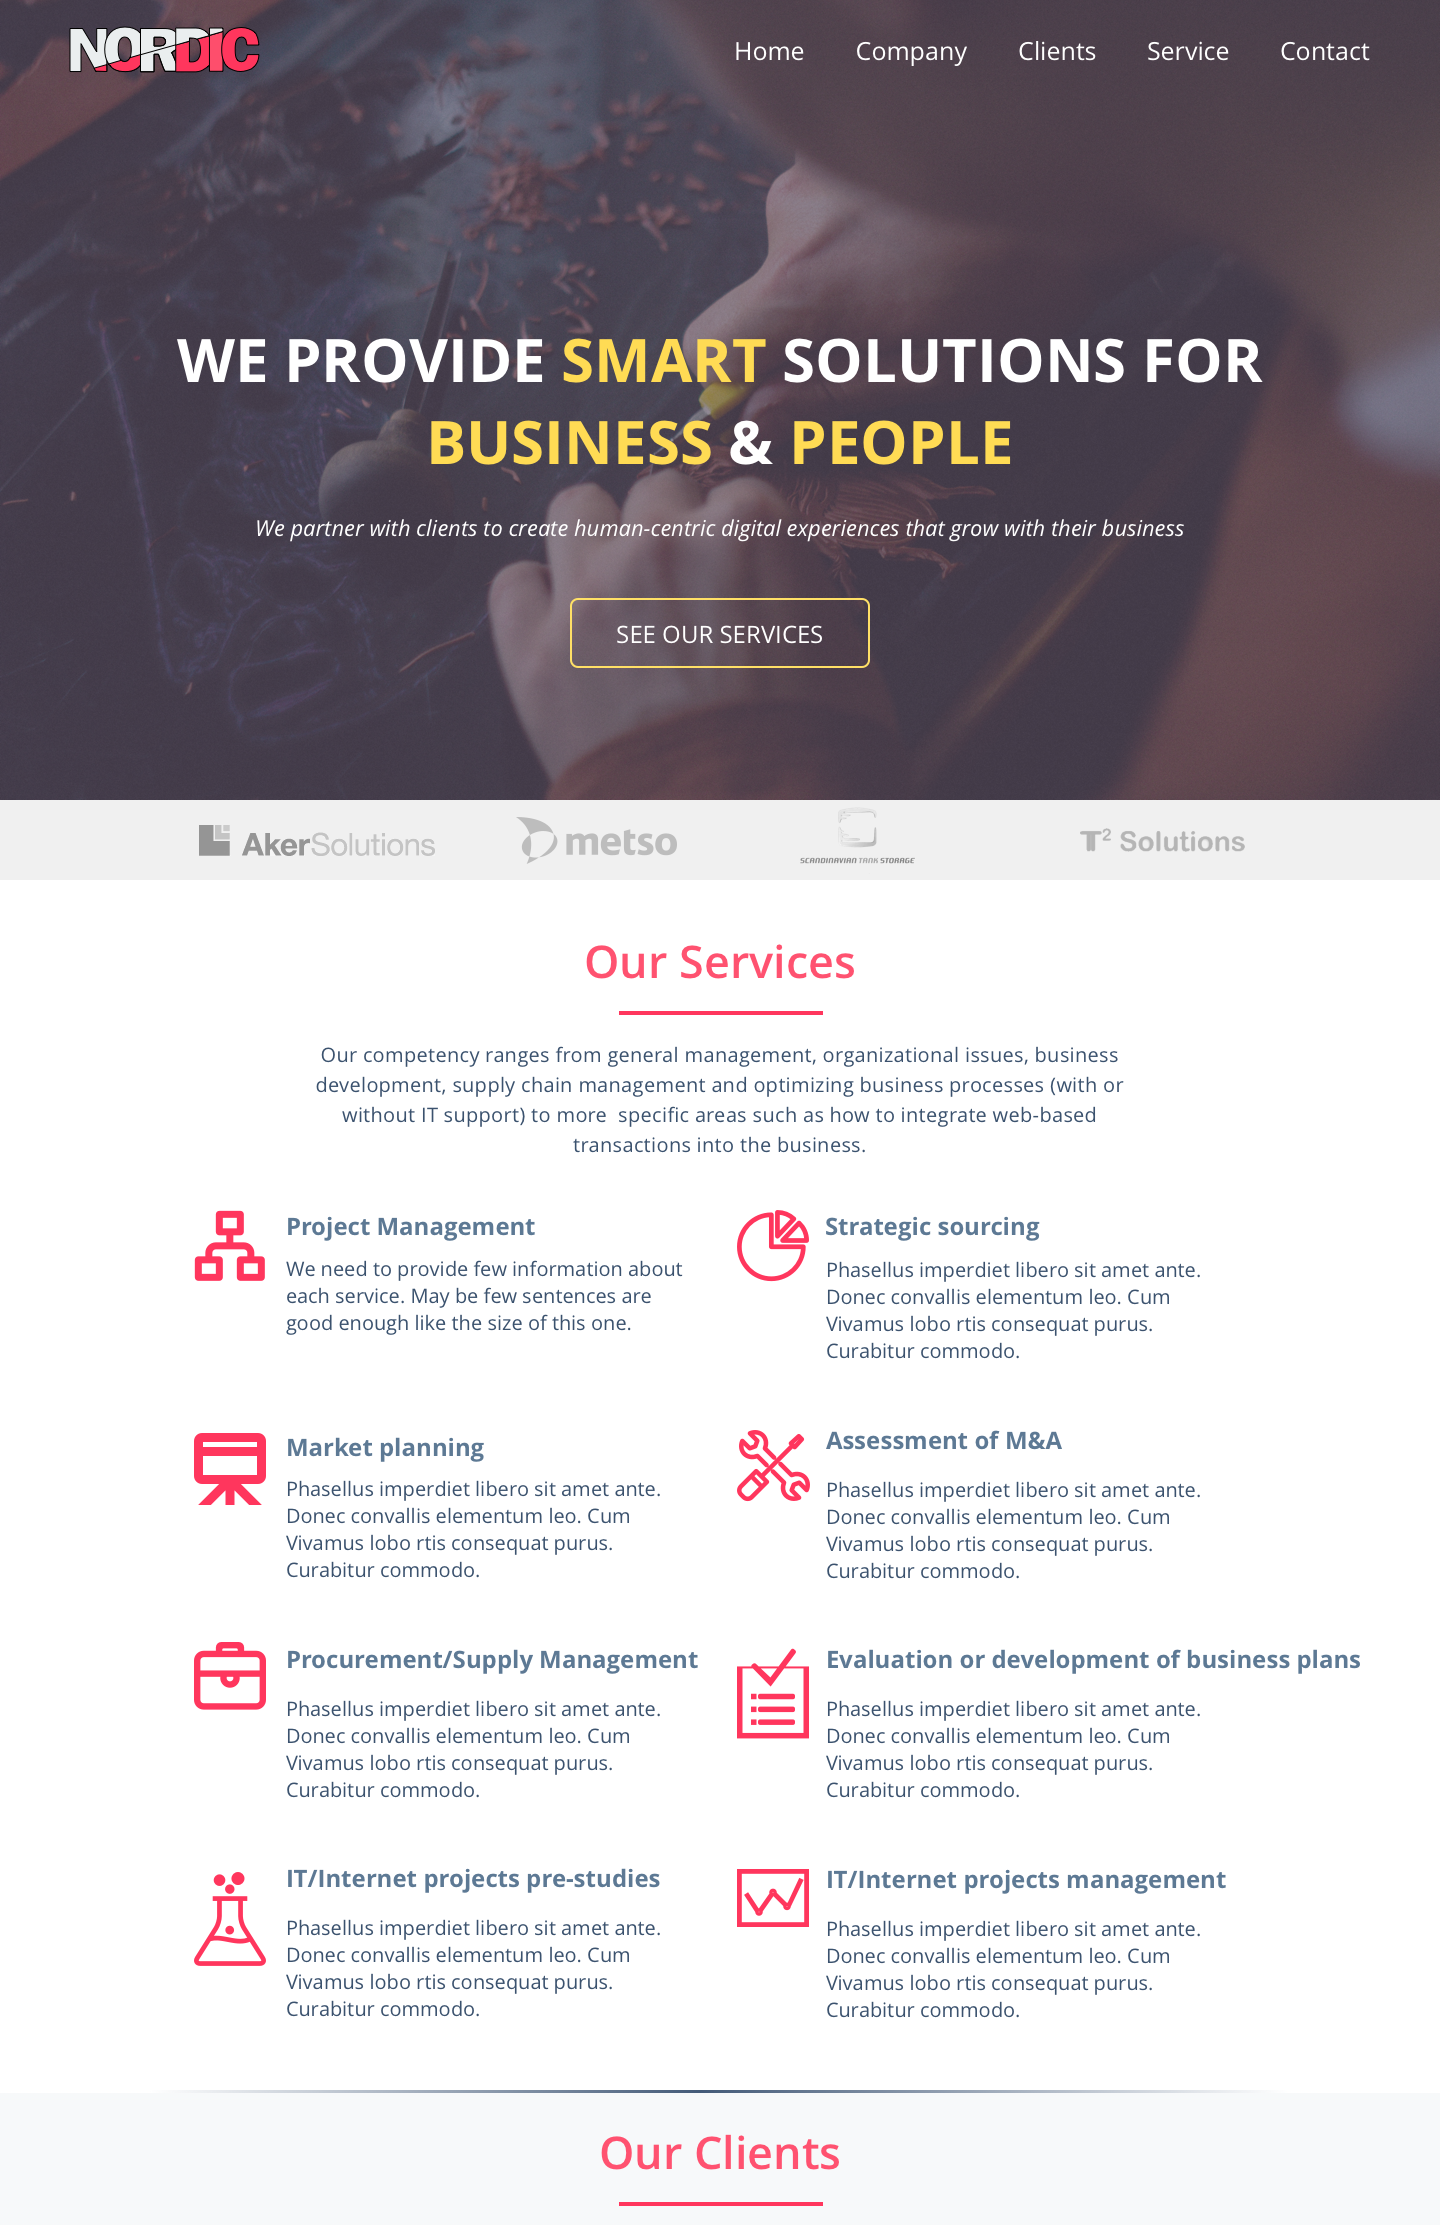 NORDIC
Home Company Clients Service Contact
WE PROVIDE SMART SOLUTIONS FOR
BUSINESS & PEOPLE
We partner with clients to create human-centric digital experiences that grow with their business
SEE OUR SERVICES
AkerSolutions
metso
SCANDINAVIAN TANK STORAGE
T² Solutions
Our Services
Our competency ranges from general management, organizational issues, business
development, supply chain management and optimizing business processes (with or
without IT support) to more  specific areas such as how to integrate web-based
transactions into the business.
Project Management
We need to provide few information about
each service. May be few sentences are
good enough like the size of this one.
Strategic sourcing
Phasellus imperdiet libero sit amet ante.
Donec convallis elementum leo. Cum
Vivamus lobo rtis consequat purus.
Curabitur commodo.
Market planning
Phasellus imperdiet libero sit amet ante.
Donec convallis elementum leo. Cum
Vivamus lobo rtis consequat purus.
Curabitur commodo.
Assessment of M&A
Phasellus imperdiet libero sit amet ante.
Donec convallis elementum leo. Cum
Vivamus lobo rtis consequat purus.
Curabitur commodo.
Procurement/Supply Management
Phasellus imperdiet libero sit amet ante.
Donec convallis elementum leo. Cum
Vivamus lobo rtis consequat purus.
Curabitur commodo.
Evaluation or development of business plans
Phasellus imperdiet libero sit amet ante.
Donec convallis elementum leo. Cum
Vivamus lobo rtis consequat purus.
Curabitur commodo.
IT/Internet projects pre-studies
Phasellus imperdiet libero sit amet ante.
Donec convallis elementum leo. Cum
Vivamus lobo rtis consequat purus.
Curabitur commodo.
IT/Internet projects management
Phasellus imperdiet libero sit amet ante.
Donec convallis elementum leo. Cum
Vivamus lobo rtis consequat purus.
Curabitur commodo.
Our Clients